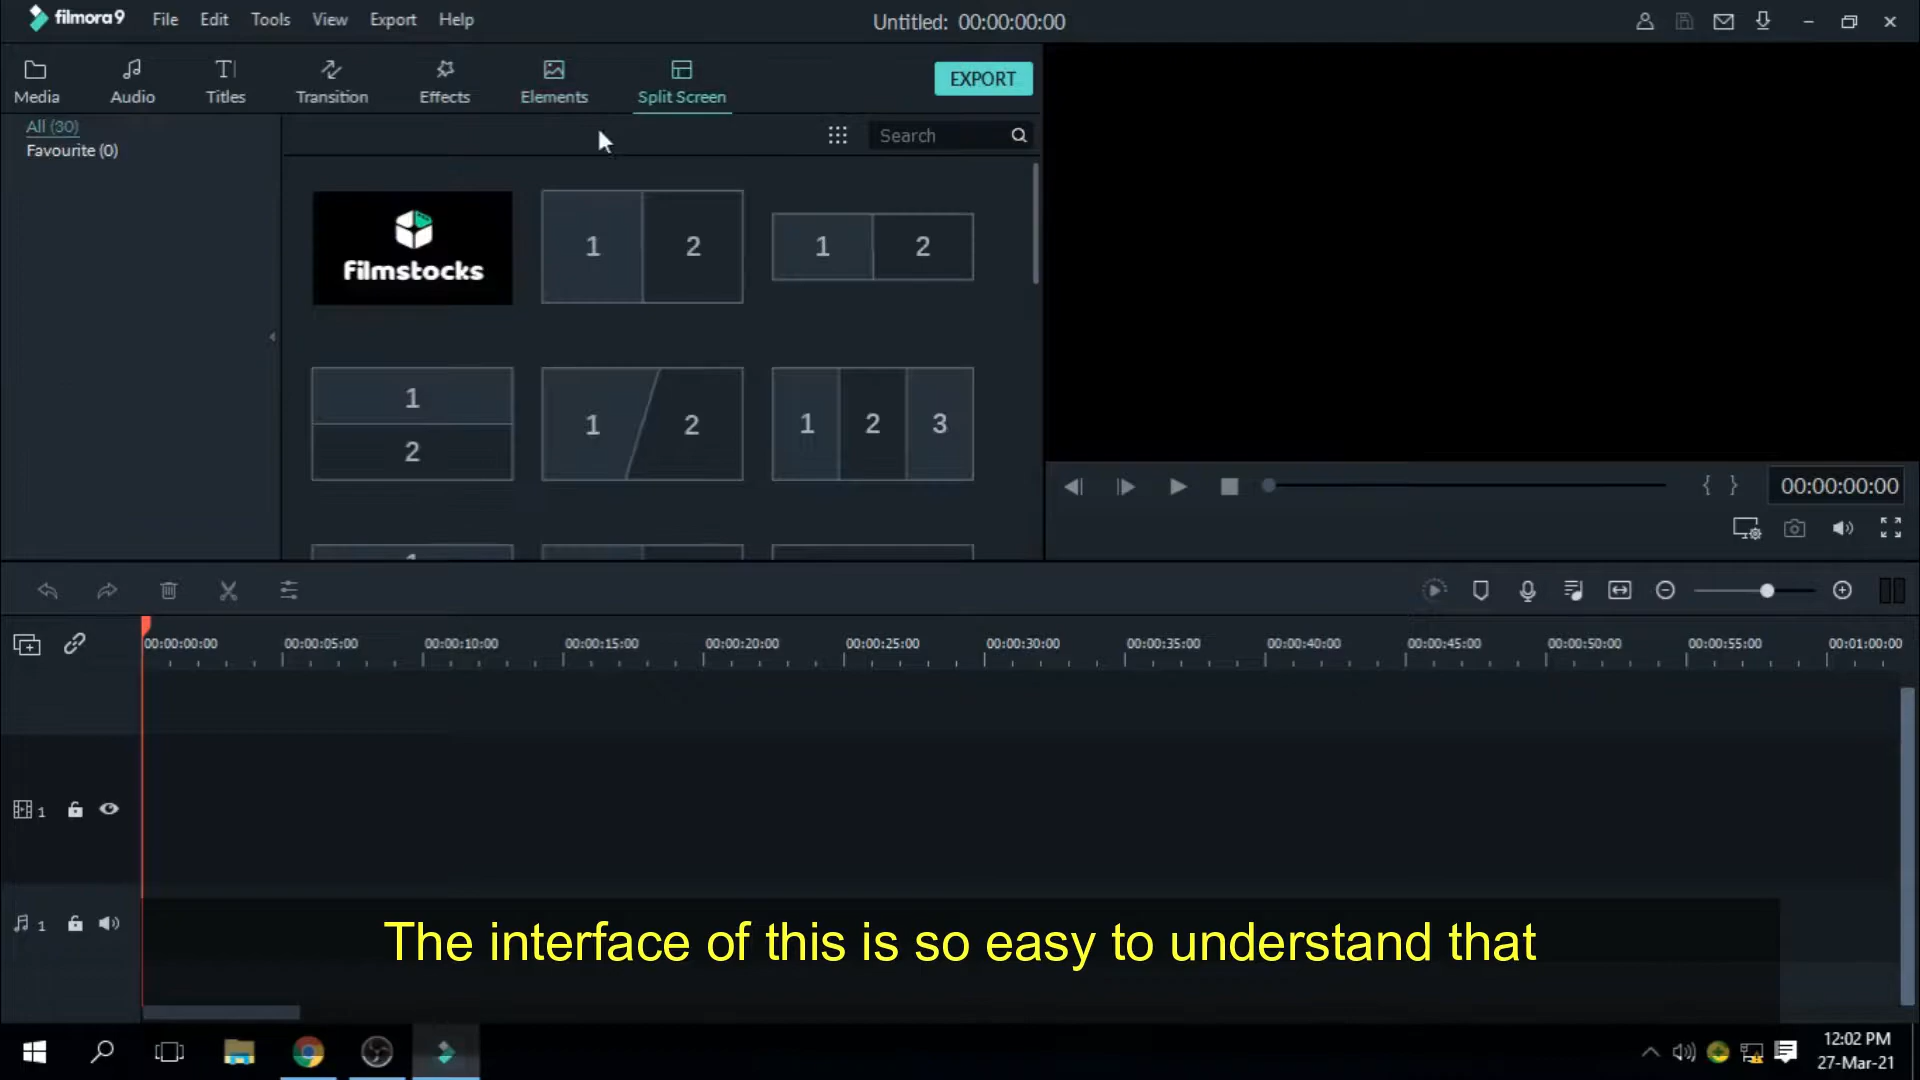 filmora9 File Edit Tools View Export Help Untitled: 00:00:00:00
Media Audio Titles Transition Effects Elements Split Screen EXPORT
All (30)
Favourite (0)
Search
filmstocks
1 2
1 2
1
2
1 2
1 2 3
1
00:00:00:00
00:00:00:00 00:00:05:00 00:00:10:00 00:00:15:00 00:00:20:00 00:00:25:00 00:00:30:00 00:00:35:00 00:00:40:00 00:00:45:00 00:00:50:00 00:00:55:00 00:01:00:00
1
1
The interface of this is so easy to understand that
12:02 PM
27-Mar-21